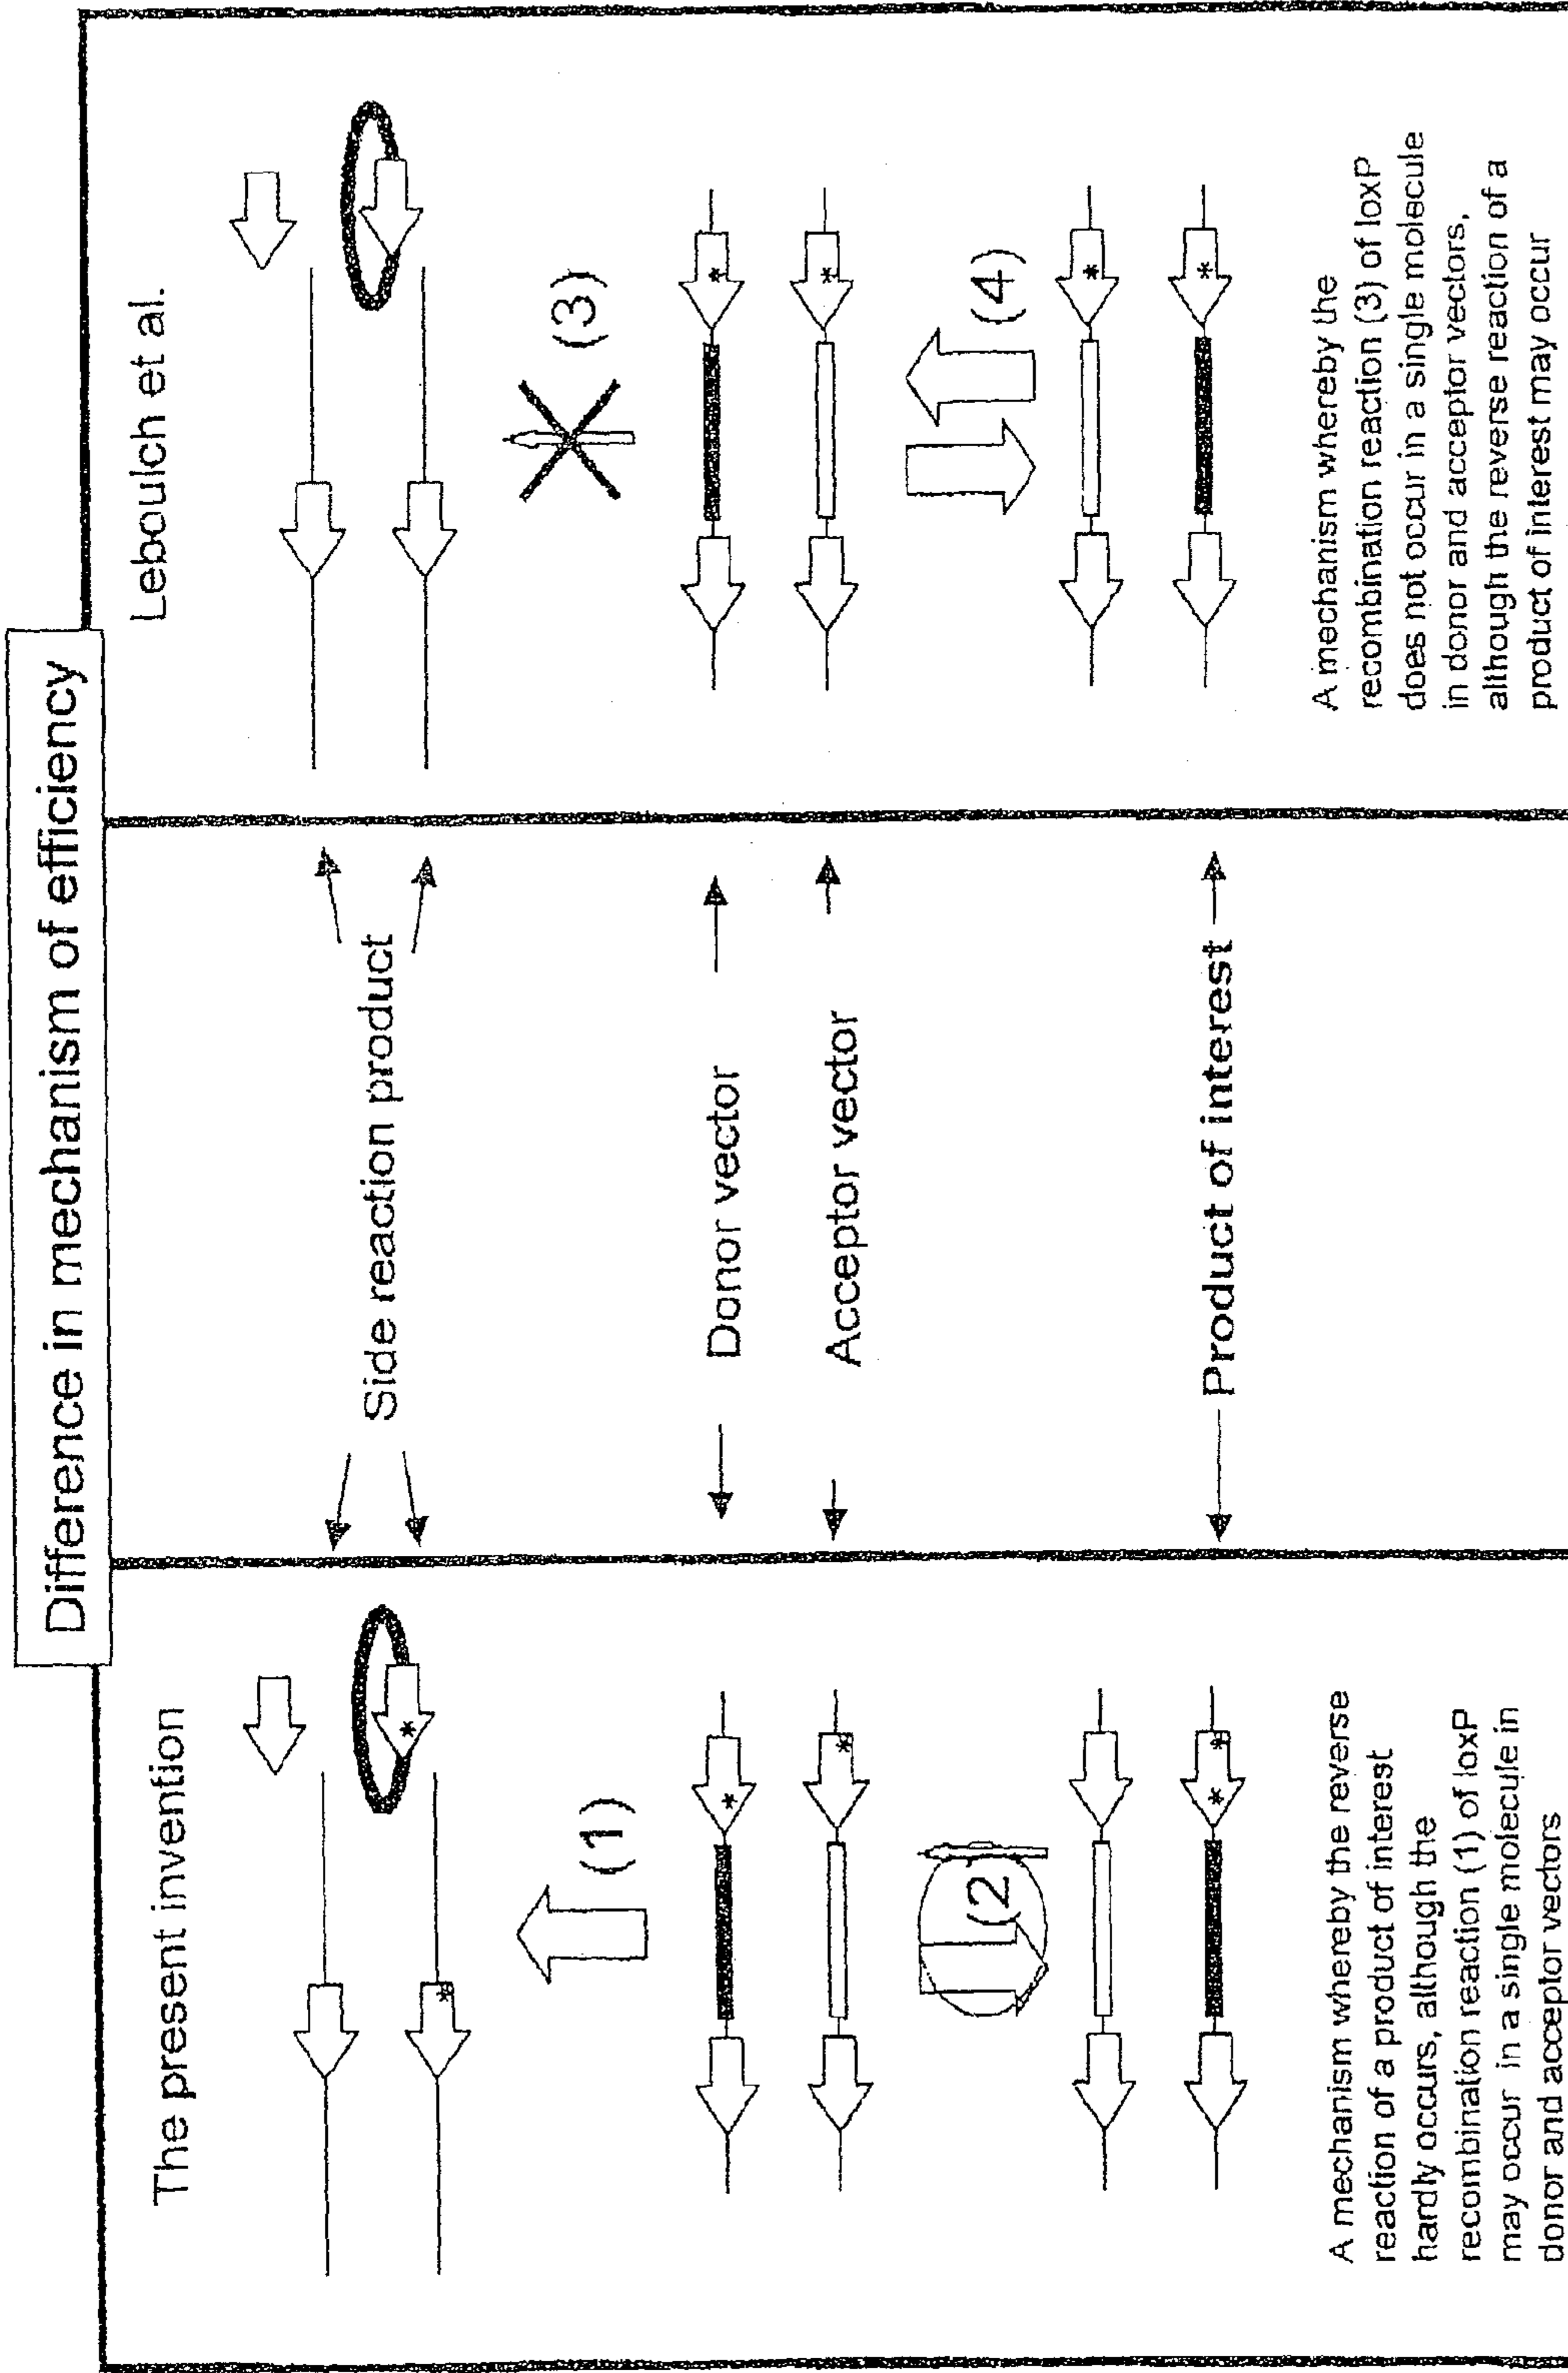 Difference in mechanism of efficiency
The present invention
*
*
(1)
*
*
(2)
*
*
A mechanism whereby the reverse
reaction of a product of interest
hardly occurs, although the
recombination reaction (1) of loxP
may occur in a single molecule in
donor and acceptor vectors
Side reaction product
Donor vector
Acceptor vector
Product of interest
Leboulch et al.
(3)
*
*
(4)
*
*
A mechanism whereby the
recombination reaction (3) of loxP
does not occur in a single molecule
in donor and acceptor vectors,
although the reverse reaction of a
product of interest may occur